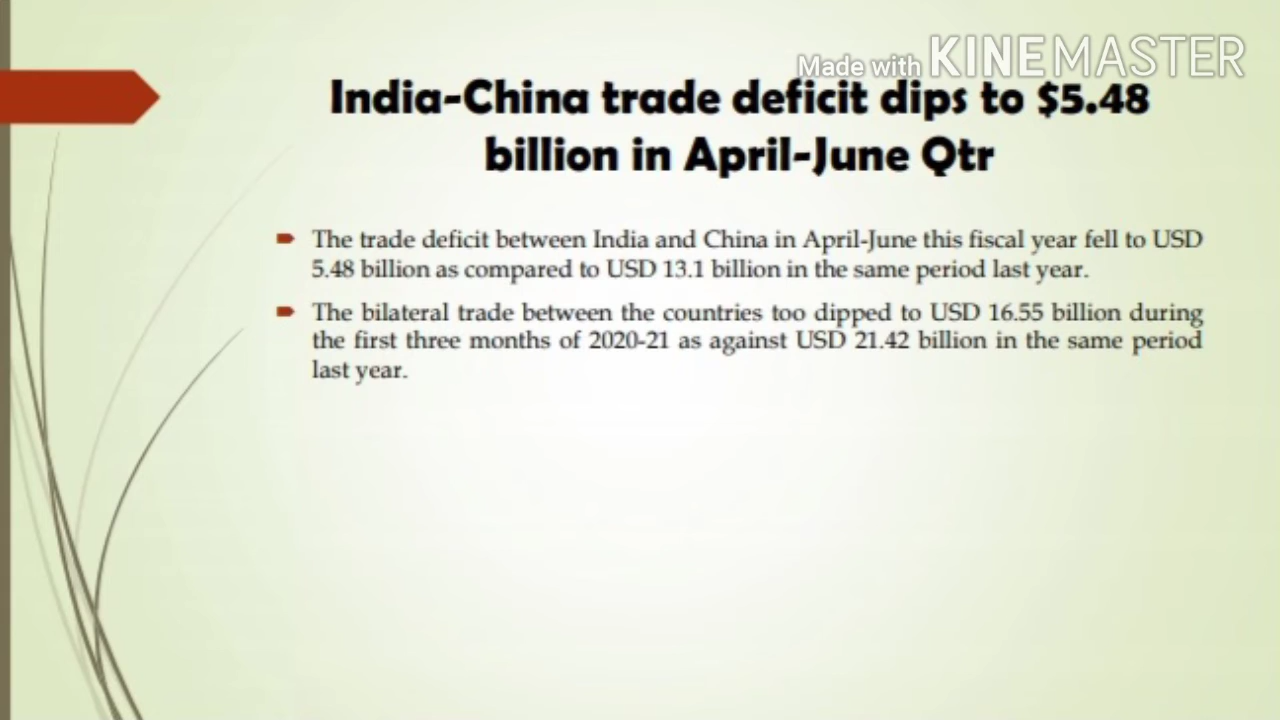 Made with KINEMASTER
India-China trade deficit dips to $5.48
billion in April-June Qtr
The trade deficit between India and China in April-June this fiscal year fell to USD
5.48 billion as compared to USD 13.1 billion in the same period last year.
The bilateral trade between the countries too dipped to USD 16.55 billion during
the first three months of 2020-21 as against USD 21.42 billion in the same period
last year.